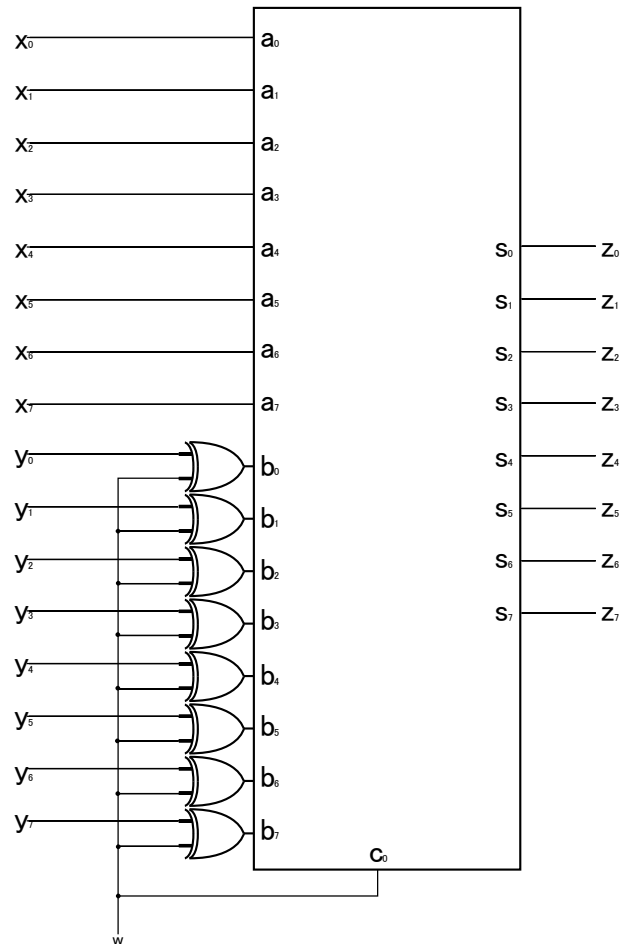 x₀ a₀
x₁ a₁
x₂ a₂
x₃ a₃
x₄ a₄ s₀ z₀
x₅ a₅ s₁ z₁
x₆ a₆ s₂ z₂
x₇ a₇ s₃ z₃
y₀ b₀ s₄ z₄
y₁ b₁ s₅ z₅
y₂ b₂ s₆ z₆
y₃ b₃ s₇ z₇
y₄ b₄
y₅ b₅
y₆ b₆
y₇ b₇
c₀
w